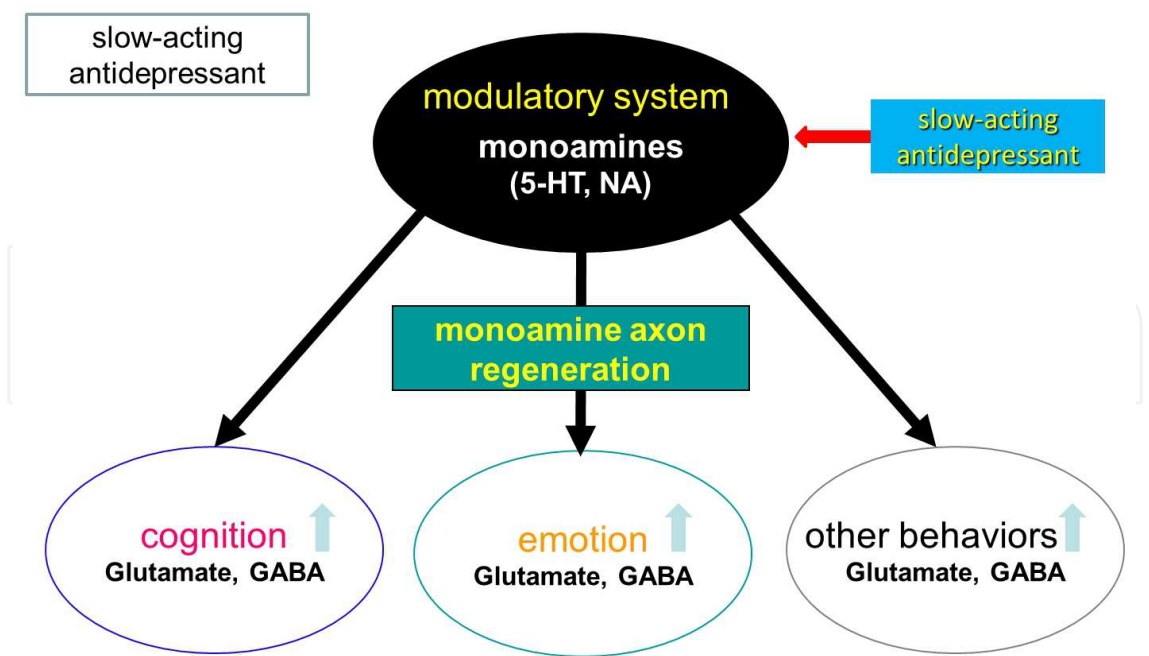 slow-acting
antidepressant
modulatory system
monoamines
(5-HT, NA)
slow-acting
antidepressant
monoamine axon
regeneration
cognition
Glutamate, GABA
emotion
Glutamate, GABA
other behaviors
Glutamate, GABA